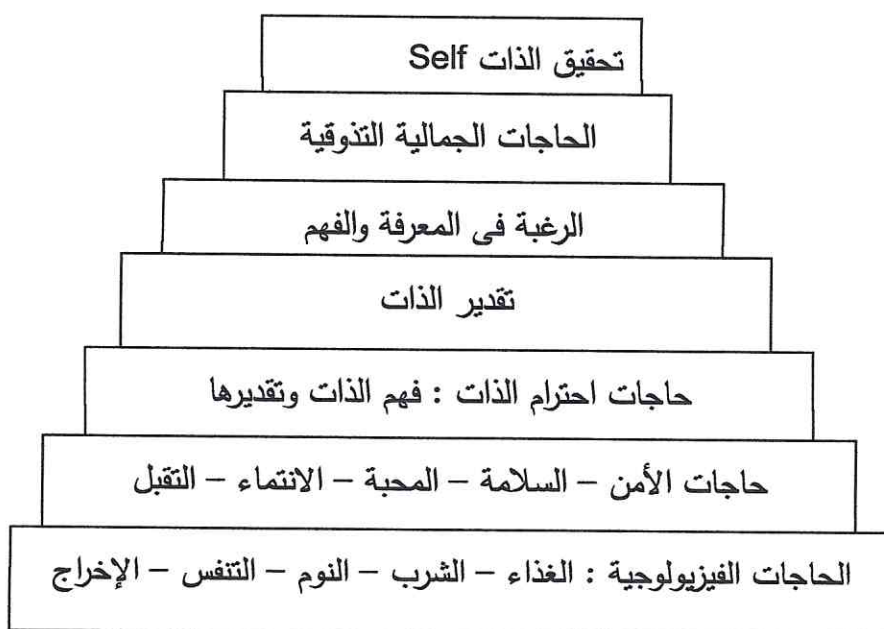 تحقيق الذات Self
الحاجات الجمالية التذوقية
الرغبة فى المعرفة والفهم
تقدير الذات
حاجات احترام الذات : فهم الذات وتقديرها
حاجات الأمن – السلامة – المحبة – الانتماء – التقبل
الحاجات الفيزيولوجية : الغذاء – الشرب – النوم – التنفس – الإخراج